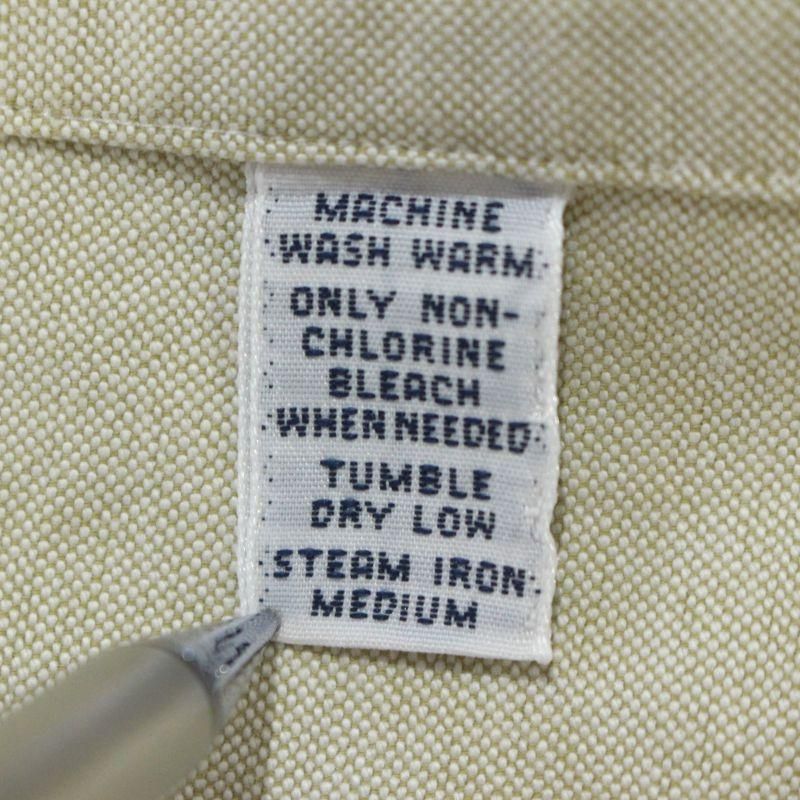 MACHINE
WASH WARM
ONLY NON-
CHLORINE
BLEACH
WHEN NEEDED
TUMBLE
DRY LOW
STEAM IRON
MEDIUM